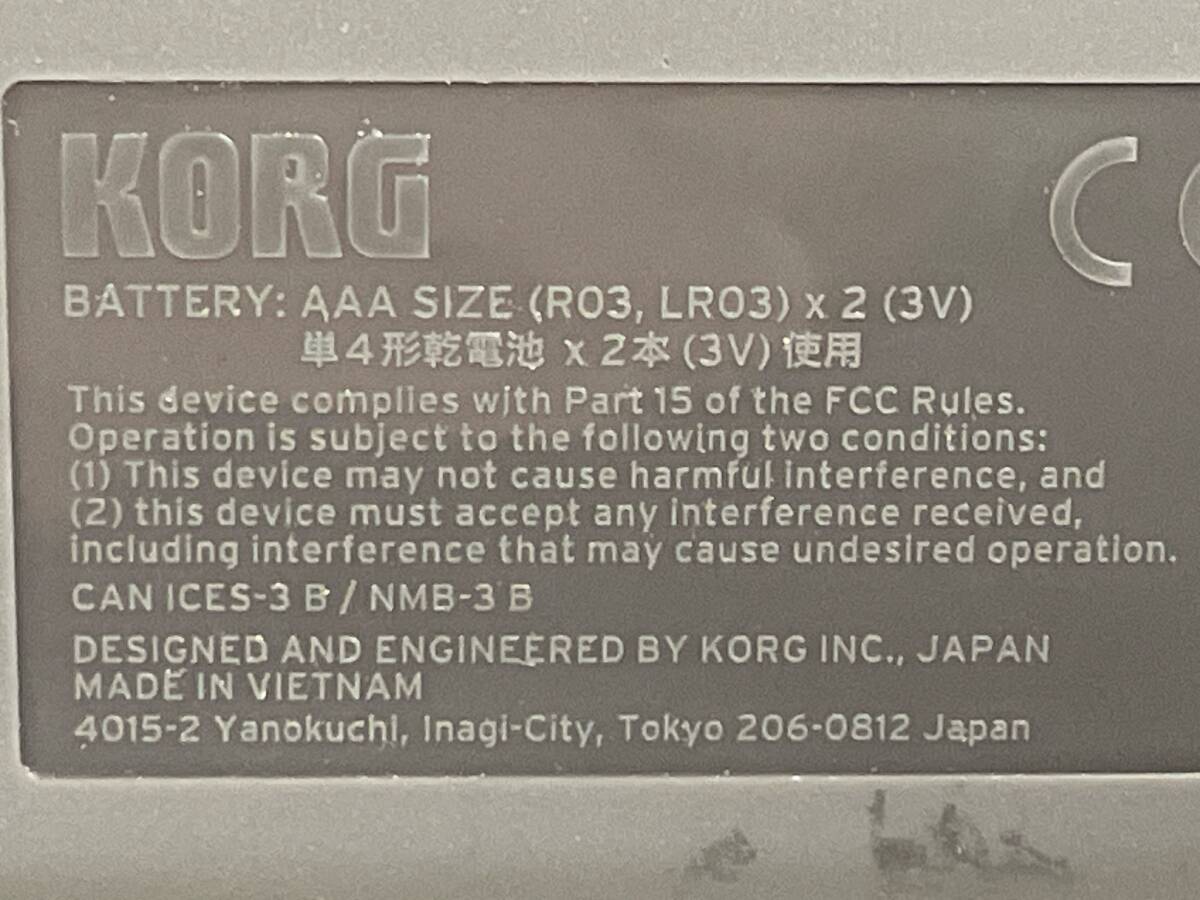 KORG
BATTERY: AAA SIZE (R03, LR03) x 2 (3V)
単4形乾電池 x 2本 (3V) 使用
This device complies with Part 15 of the FCC Rules.
Operation is subject to the following two conditions:
(1) This device may not cause harmful interference, and
(2) this device must accept any interference received,
including interference that may cause undesired operation.
CAN ICES-3 B / NMB-3 B
DESIGNED AND ENGINEERED BY KORG INC., JAPAN
MADE IN VIETNAM
4015-2 Yanokuchi, Inagi-City, Tokyo 206-0812 Japan